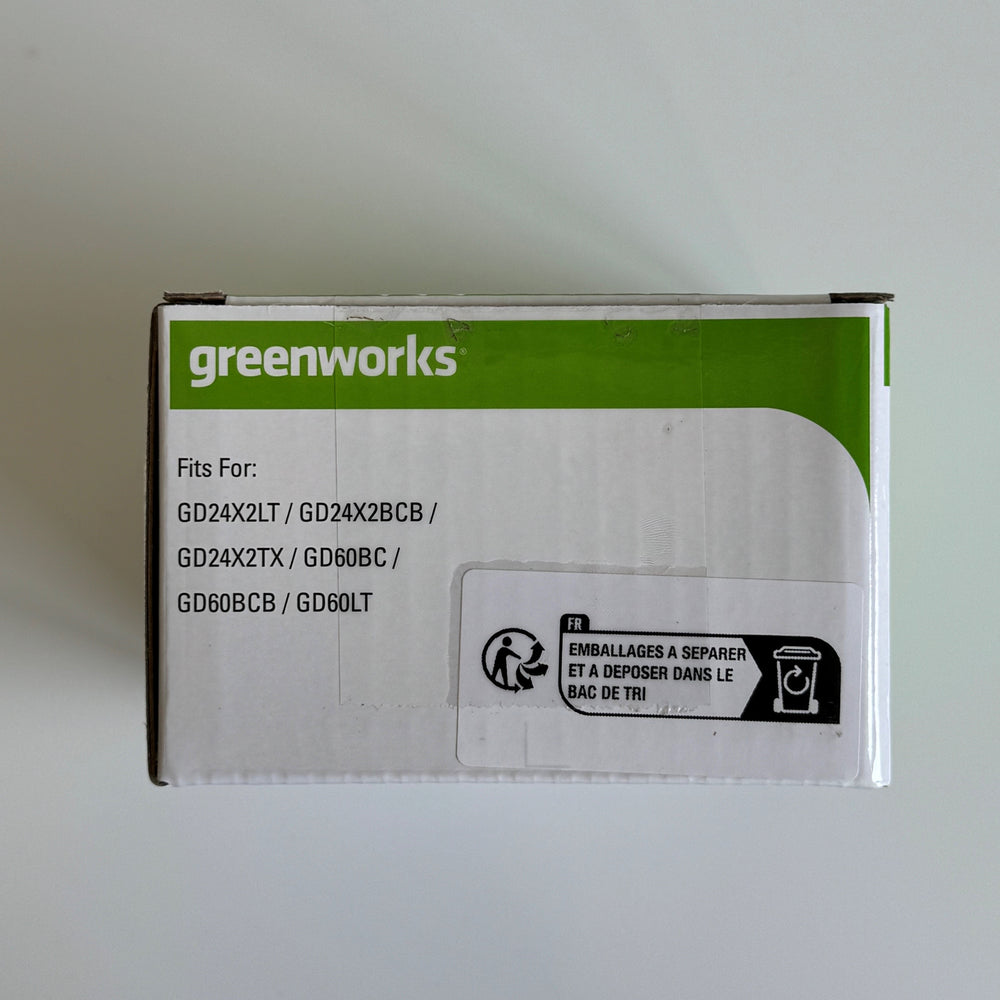 greenworks®
Fits For:
GD24X2LT / GD24X2BCB /
GD24X2TX / GD60BC /
GD60BCB / GD60LT
FR
EMBALLAGES A SEPARER
ET A DEPOSER DANS LE
BAC DE TRI